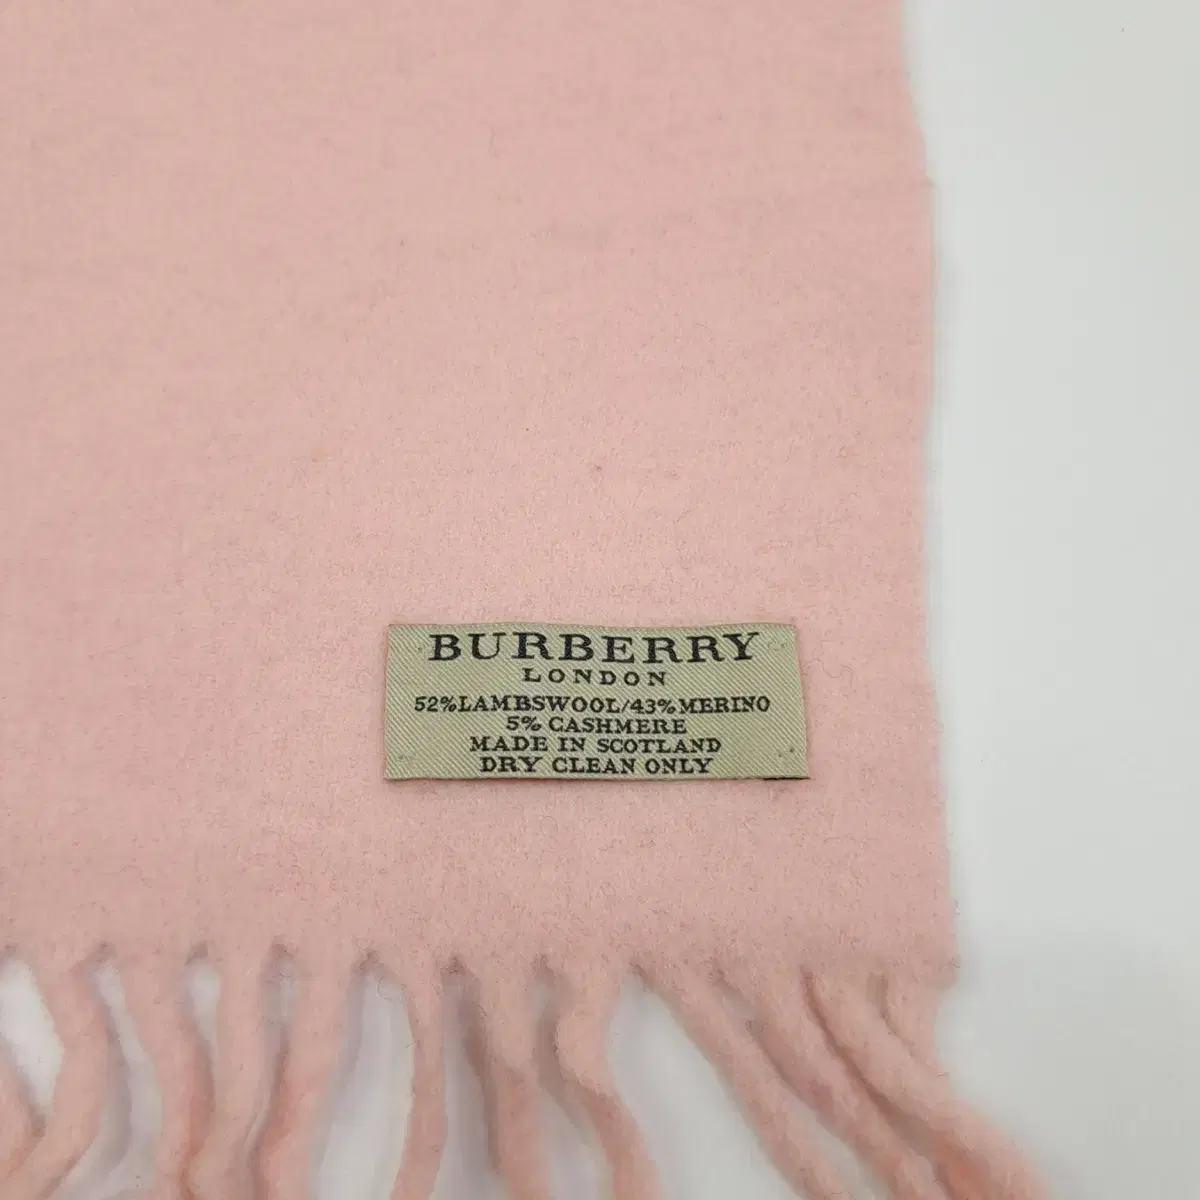 BURBERRY
LONDON
52%LAMBSWOOL/43%MERINO
5% CASHMERE
MADE IN SCOTLAND
DRY CLEAN ONLY